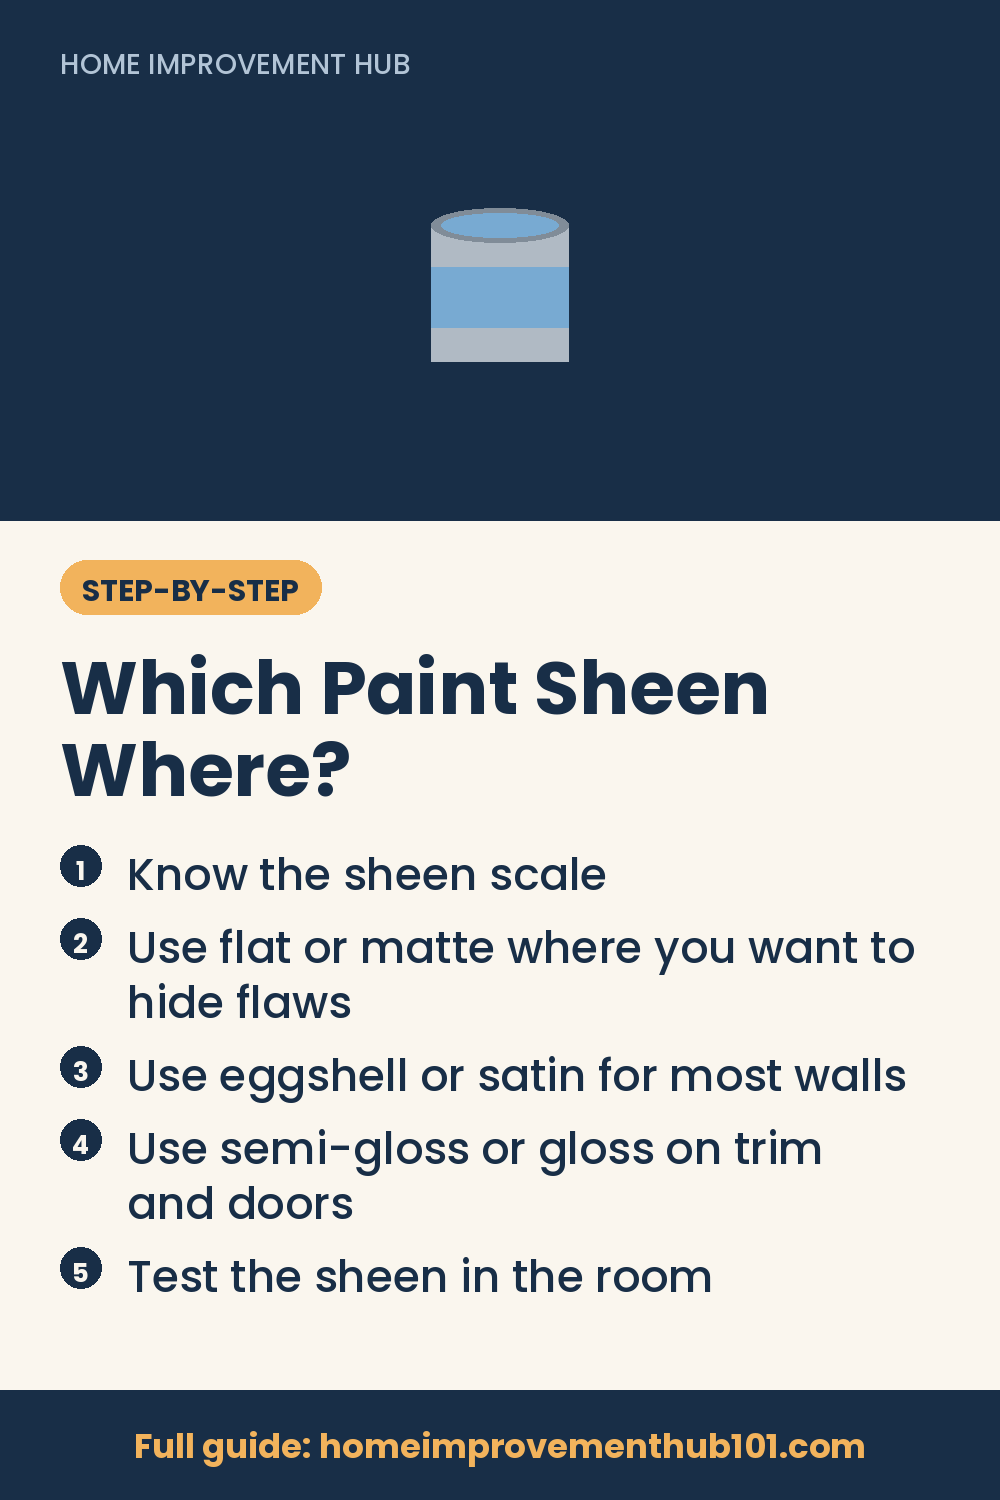 HOME IMPROVEMENT HUB
STEP-BY-STEP
Which Paint Sheen
Where?
1 Know the sheen scale
2 Use flat or matte where you want to
hide flaws
3 Use eggshell or satin for most walls
4 Use semi-gloss or gloss on trim
and doors
5 Test the sheen in the room
Full guide: homeimprovementhub101.com